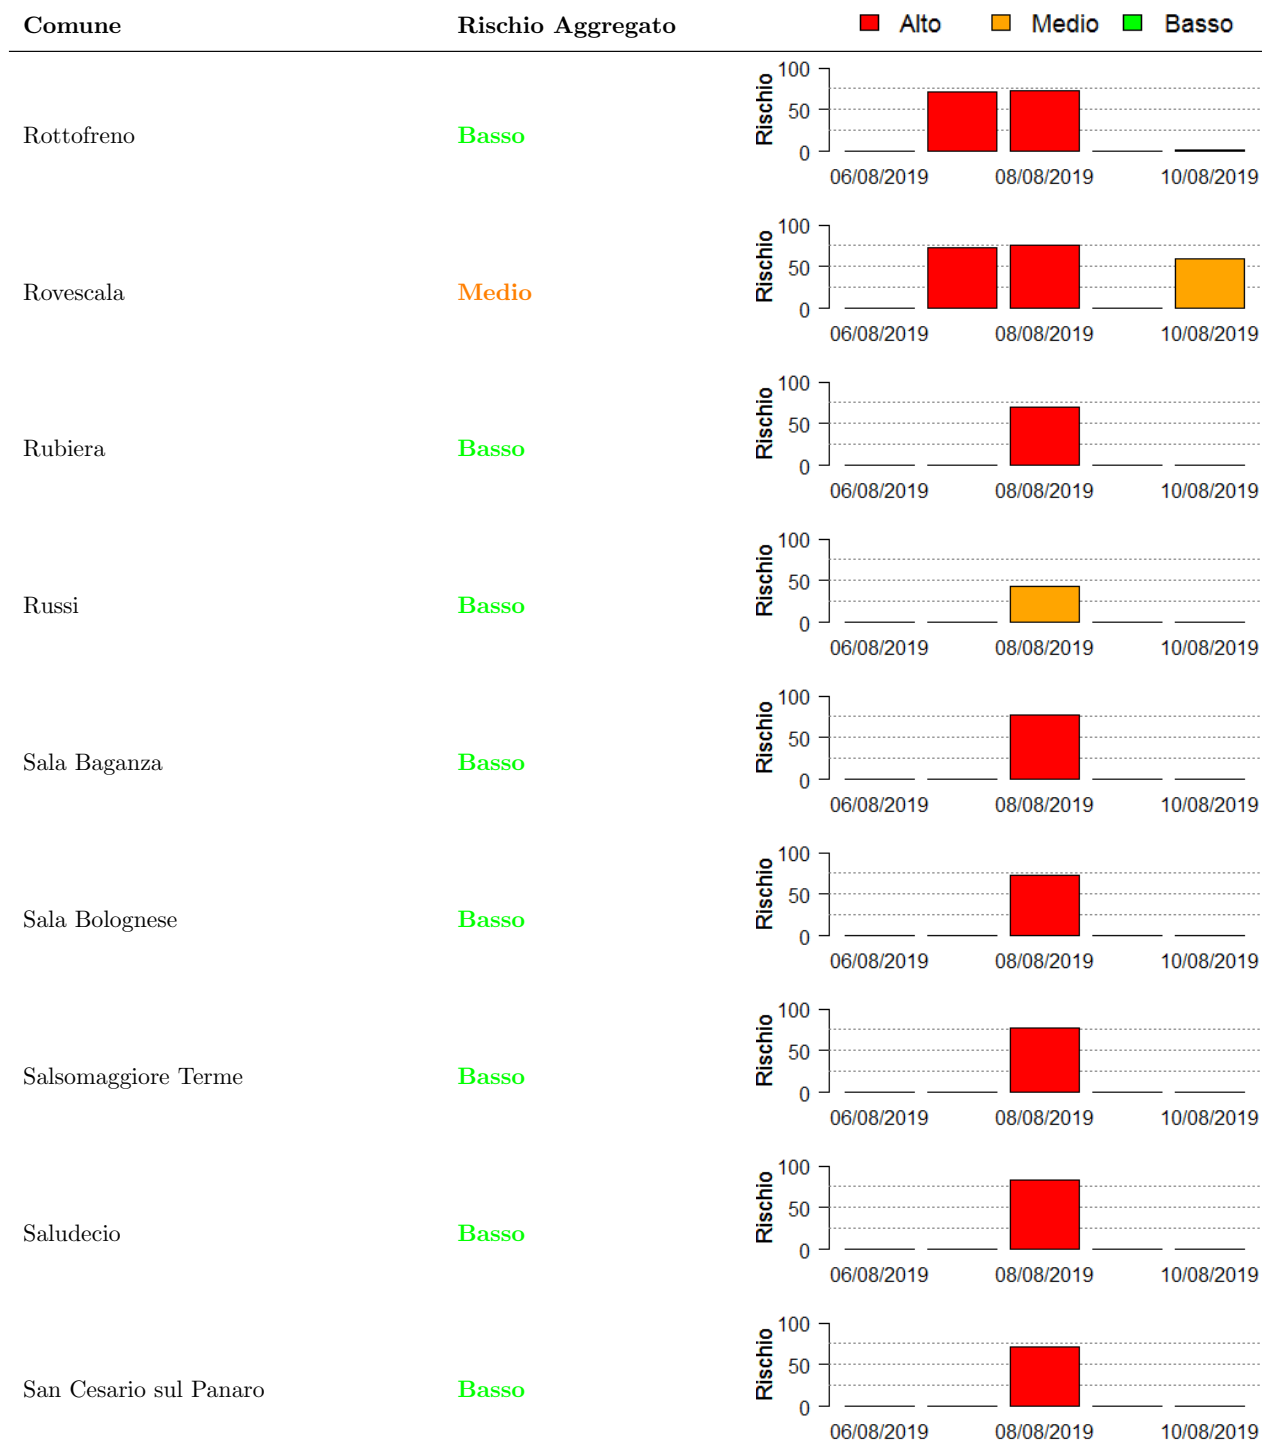 Comune Rischio Aggregato Alto Medio Basso
100
50
0
Rischio
Rottofreno Basso
06/08/2019 08/08/2019 10/08/2019
100
50
0
Rischio
Rovescala Medio
06/08/2019 08/08/2019 10/08/2019
100
50
0
Rischio
Rubiera Basso
06/08/2019 08/08/2019 10/08/2019
100
50
0
Rischio
Russi Basso
06/08/2019 08/08/2019 10/08/2019
100
50
0
Rischio
Sala Baganza Basso
06/08/2019 08/08/2019 10/08/2019
100
50
0
Rischio
Sala Bolognese Basso
06/08/2019 08/08/2019 10/08/2019
100
50
0
Rischio
Salsomaggiore Terme Basso
06/08/2019 08/08/2019 10/08/2019
100
50
0
Rischio
Saludecio Basso
06/08/2019 08/08/2019 10/08/2019
100
50
0
Rischio
San Cesario sul Panaro Basso
06/08/2019 08/08/2019 10/08/2019